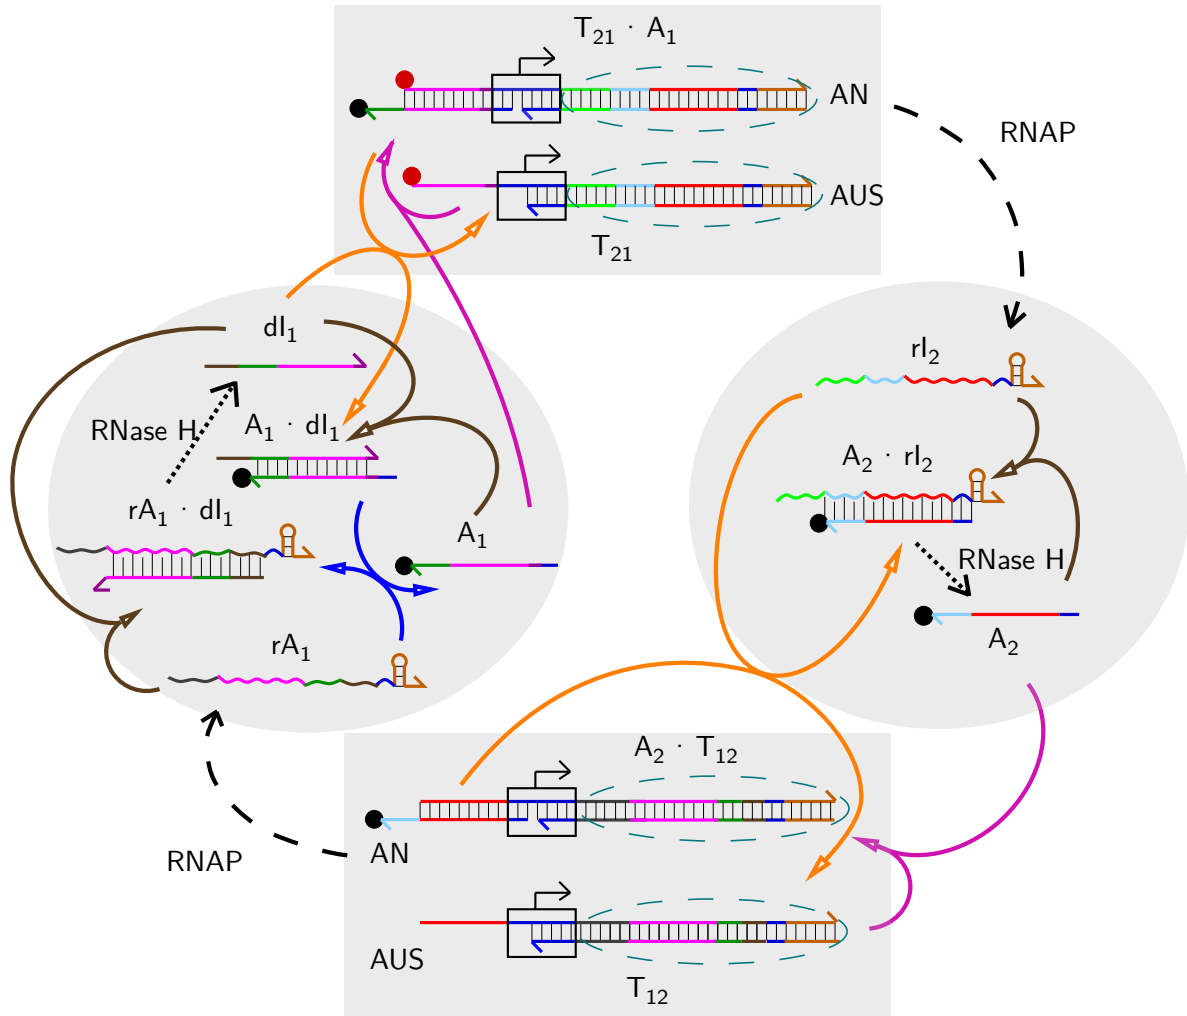 T₂₁ · A₁
AN
RNAP
AUS
T₂₁
dI₁
rI₂
RNase H
A₁ · dI₁
A₂ · rI₂
rA₁ · dI₁
A₁
RNase H
A₂
rA₁
A₂ · T₁₂
AN
RNAP
AUS
T₁₂